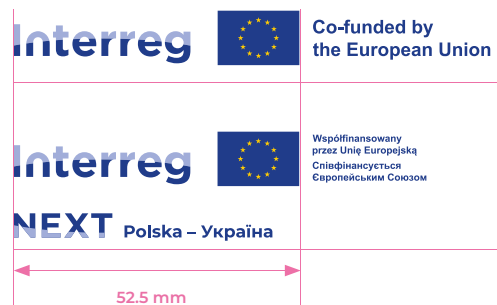 Interreg
Co-funded by
the European Union
Interreg
Współfinansowany
przez Unię Europejską
Співфінансується
Європейським Союзом
NEXT Polska – Україна
52.5 mm